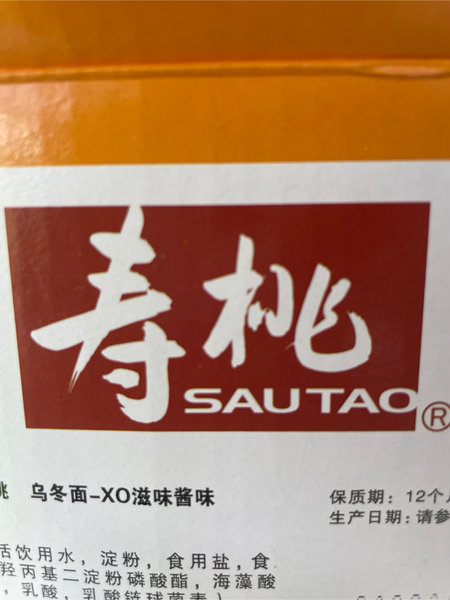 寿桃
SAUTAO®
乌冬面-XO滋味酱味
保质期：12个
生产日期：请参
饮用水，淀粉，食用盐，食
羟丙基二淀粉磷酸酯，海藻酸
，乳酸，乳酸链球菌素）